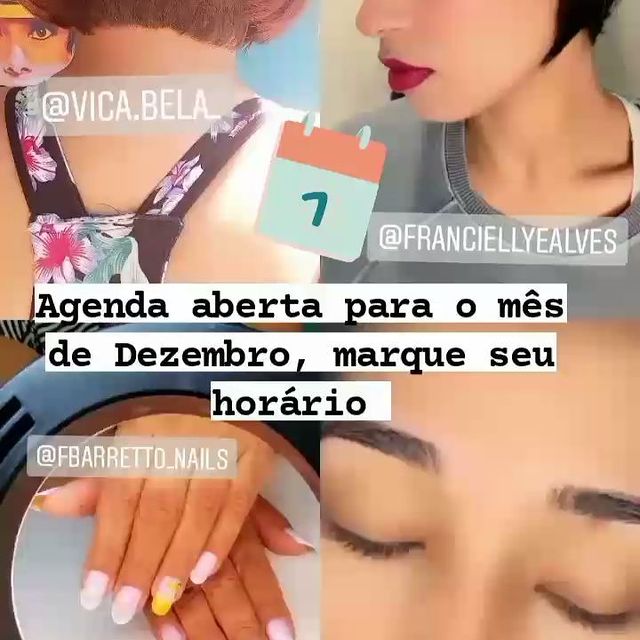 @VICA.BELA_
7
@FRANCIELLYEALVES
Agenda aberta para o mês
de Dezembro, marque seu
horário
@FBARRETTO_NAILS